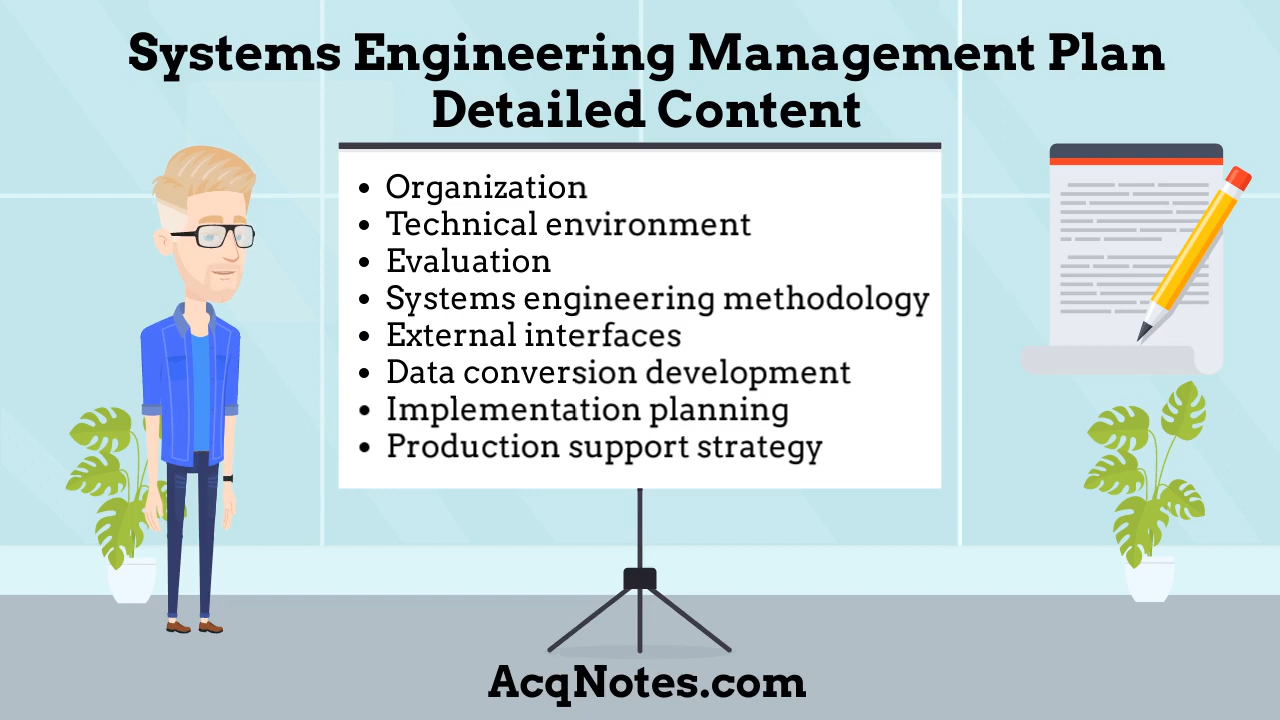 Systems Engineering Management Plan
Detailed Content
• Organization
• Technical environment
• Evaluation
• Systems engineering methodology
• External interfaces
• Data conversion development
• Implementation planning
• Production support strategy
AcqNotes.com